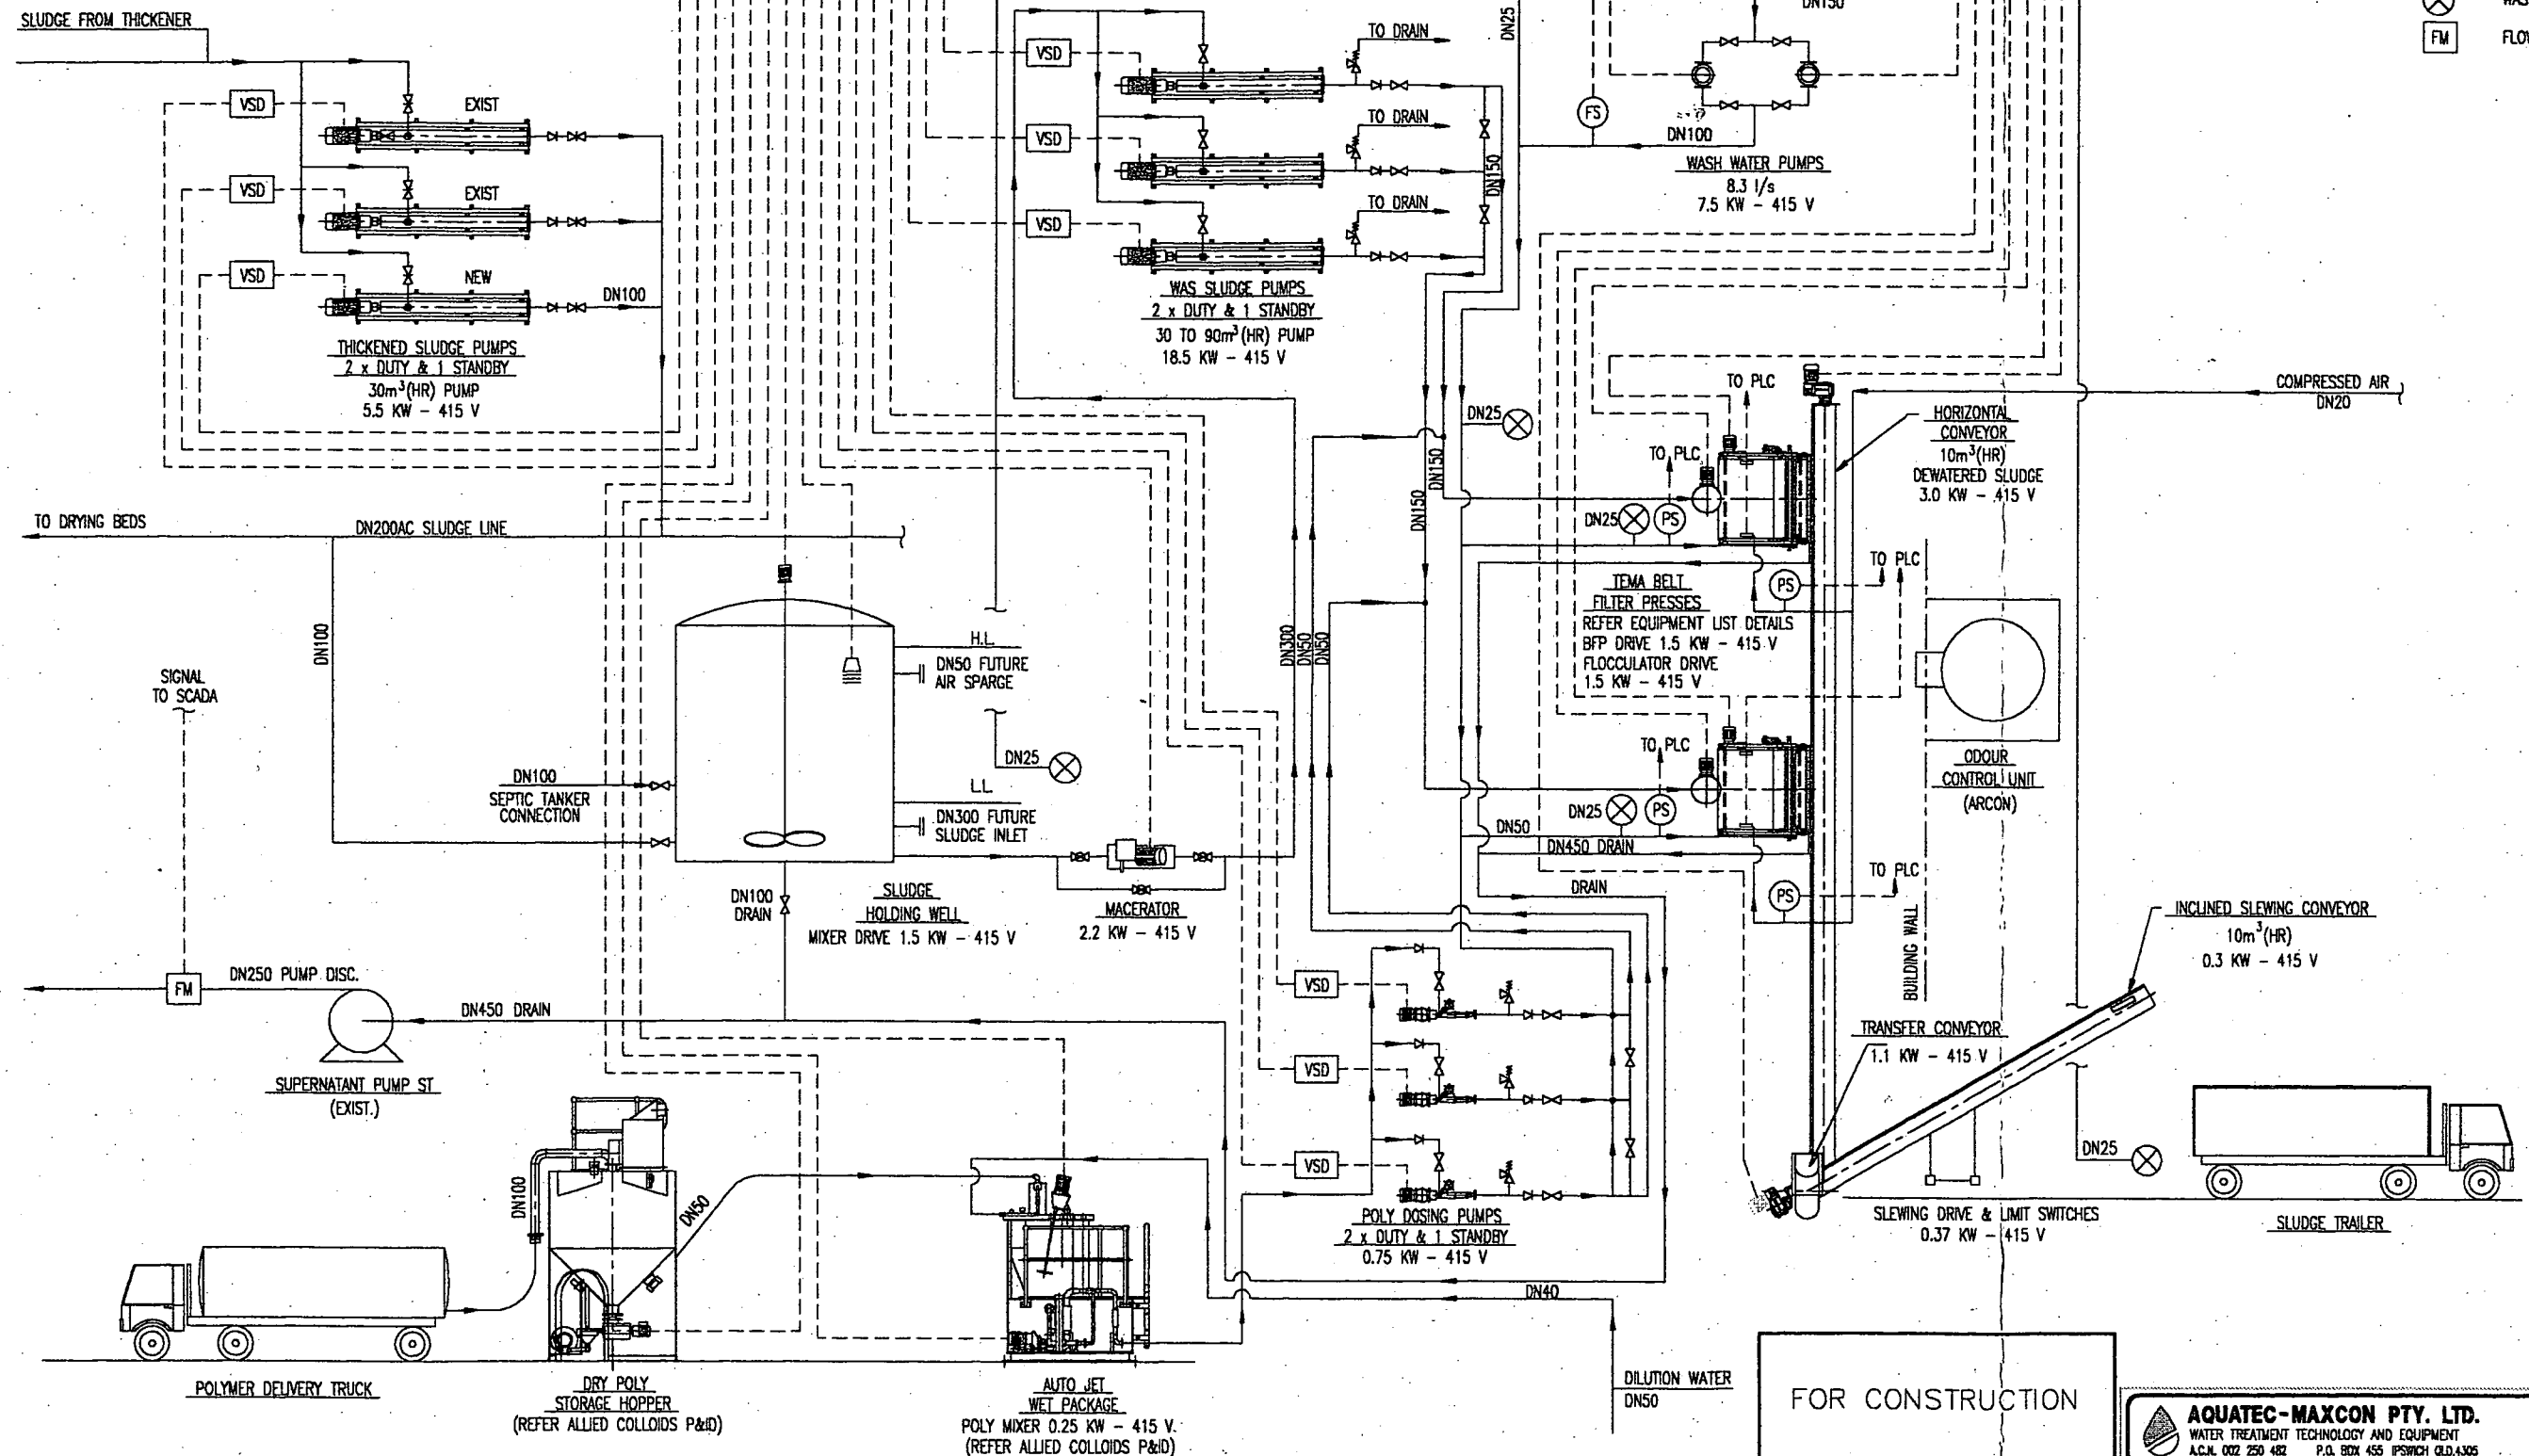 SLUDGE FROM THICKENER
VSD
EXIST
VSD
EXIST
VSD
NEW
DN100
THICKENED SLUDGE PUMPS
2 x DUTY & 1 STANDBY
30m³(HR) PUMP
5.5 KW - 415 V
VSD
TO DRAIN
VSD
TO DRAIN
VSD
TO DRAIN
DN150
WAS SLUDGE PUMPS
2 x DUTY & 1 STANDBY
30 TO 90m³(HR) PUMP
18.5 KW - 415 V
DN25
DN150
FS
DN100
WASH WATER PUMPS
8.3 l/s
7.5 KW - 415 V
FM
COMPRESSED AIR
DN20
HORIZONTAL
CONVEYOR
10m³(HR)
DEWATERED SLUDGE
3.0 KW - 415 V
TO PLC
DN25
TO PLC
DN150
DN150
DN25
PS
TO DRYING BEDS
DN200AC SLUDGE LINE
DN100
SIGNAL
TO SCADA
H.L.
DN50 FUTURE
AIR SPARGE
DN25
L.L.
DN300 FUTURE
SLUDGE INLET
DN100
SEPTIC TANKER
CONNECTION
DN100
DRAIN
SLUDGE
HOLDING WELL
MIXER DRIVE 1.5 KW - 415 V
MACERATOR
2.2 KW - 415 V
DN300
DN50
DN50
TEMA BELT
FILTER PRESSES
REFER EQUIPMENT LIST DETAILS
BFP DRIVE 1.5 KW - 415 V
FLOCCULATOR DRIVE
1.5 KW - 415 V
PS
TO PLC
TO PLC
DN25
PS
DN50
DN450 DRAIN
DRAIN
PS
TO PLC
ODOUR
CONTROL UNIT
(ARCON)
BUILDING WALL
INCLINED SLEWING CONVEYOR
10m³(HR)
0.3 KW - 415 V
TRANSFER CONVEYOR
1.1 KW - 415 V
FM
DN250 PUMP DISC.
DN450 DRAIN
SUPERNATANT PUMP ST
(EXIST.)
VSD
VSD
VSD
POLY DOSING PUMPS
2 x DUTY & 1 STANDBY
0.75 KW - 415 V
DN25
SLEWING DRIVE & LIMIT SWITCHES
0.37 KW - 415 V
SLUDGE TRAILER
DN100
DN50
DN40
DILUTION WATER
DN50
POLYMER DELIVERY TRUCK
DRY POLY
STORAGE HOPPER
(REFER ALLIED COLLOIDS P&ID)
AUTO JET
WET PACKAGE
POLY MIXER 0.25 KW - 415 V.
(REFER ALLIED COLLOIDS P&ID)
FOR CONSTRUCTION
AQUATEC-MAXCON PTY. LTD.
WATER TREATMENT TECHNOLOGY AND EQUIPMENT
A.C.N. 002 250 482 P.O. BOX 455 IPSWICH QLD.4305